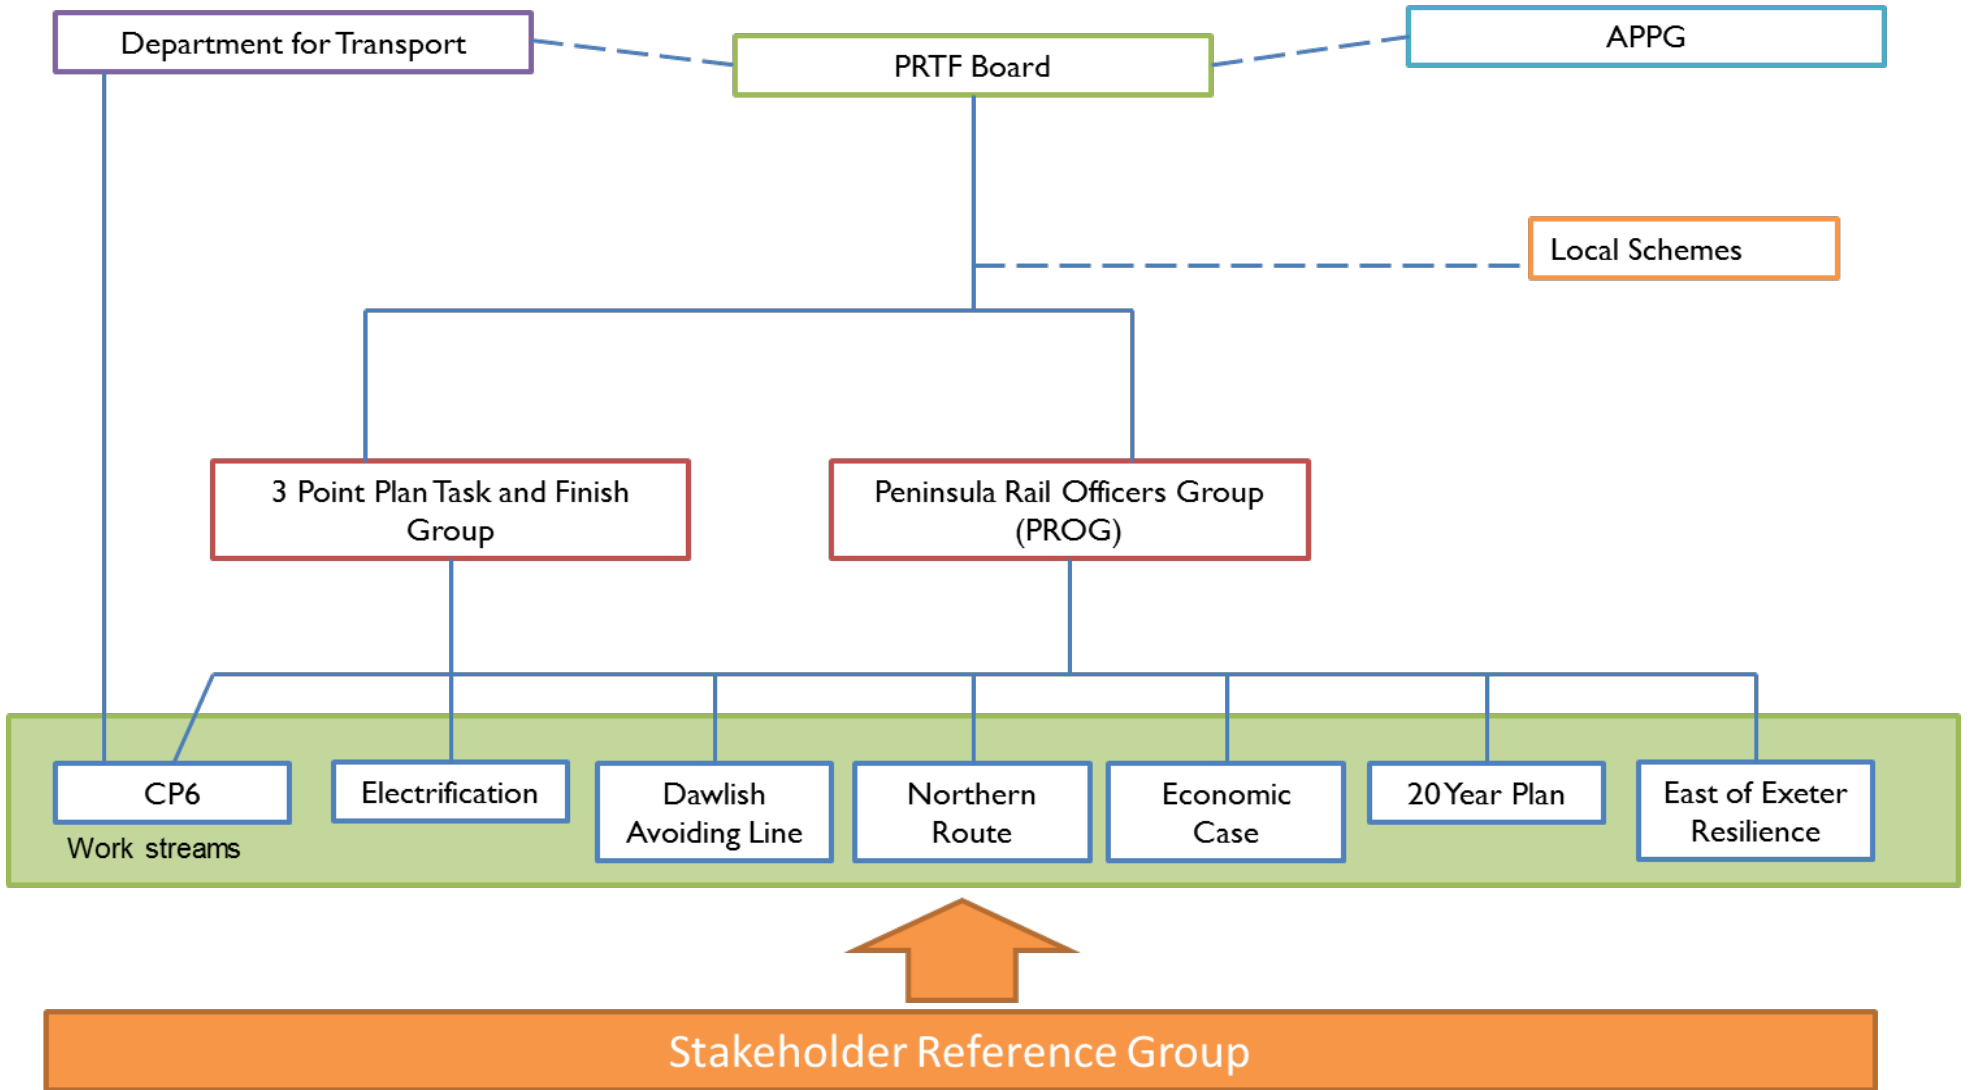 Department for Transport
PRTF Board
APPG
Local Schemes
3 Point Plan Task and Finish
Group
Peninsula Rail Officers Group
(PROG)
CP6
Electrification
Dawlish
Avoiding Line
Northern
Route
Economic
Case
20 Year Plan
East of Exeter
Resilience
Work streams
Stakeholder Reference Group